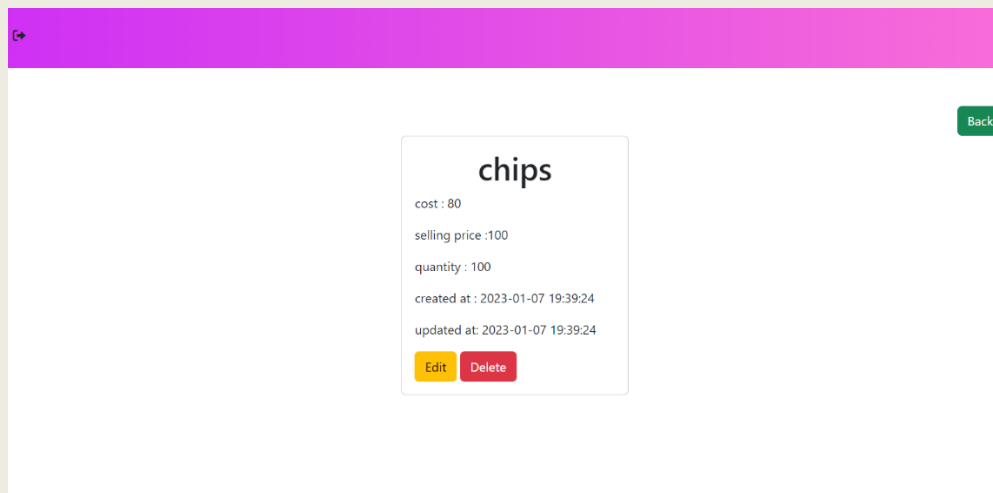 Back
chips
cost : 80
selling price :100
quantity : 100
created at : 2023-01-07 19:39:24
updated at: 2023-01-07 19:39:24
Edit Delete